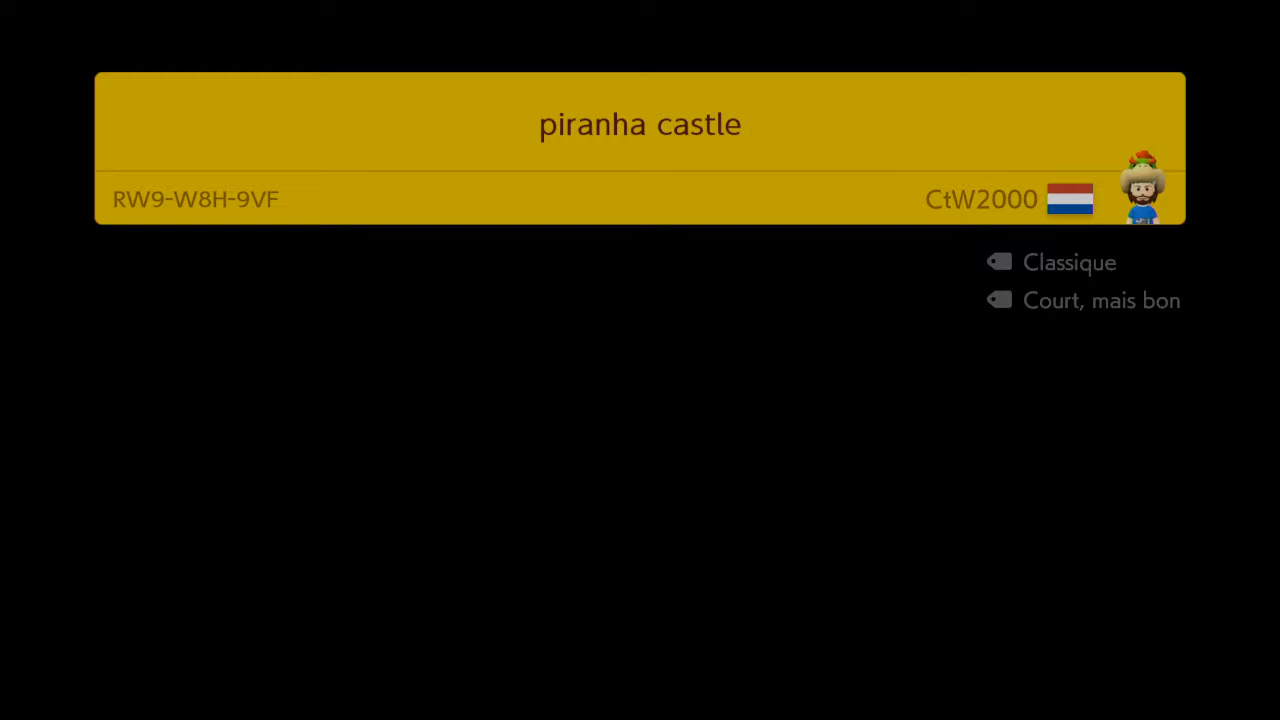 piranha castle
RW9-W8H-9VF
CtW2000
Classique
Court, mais bon